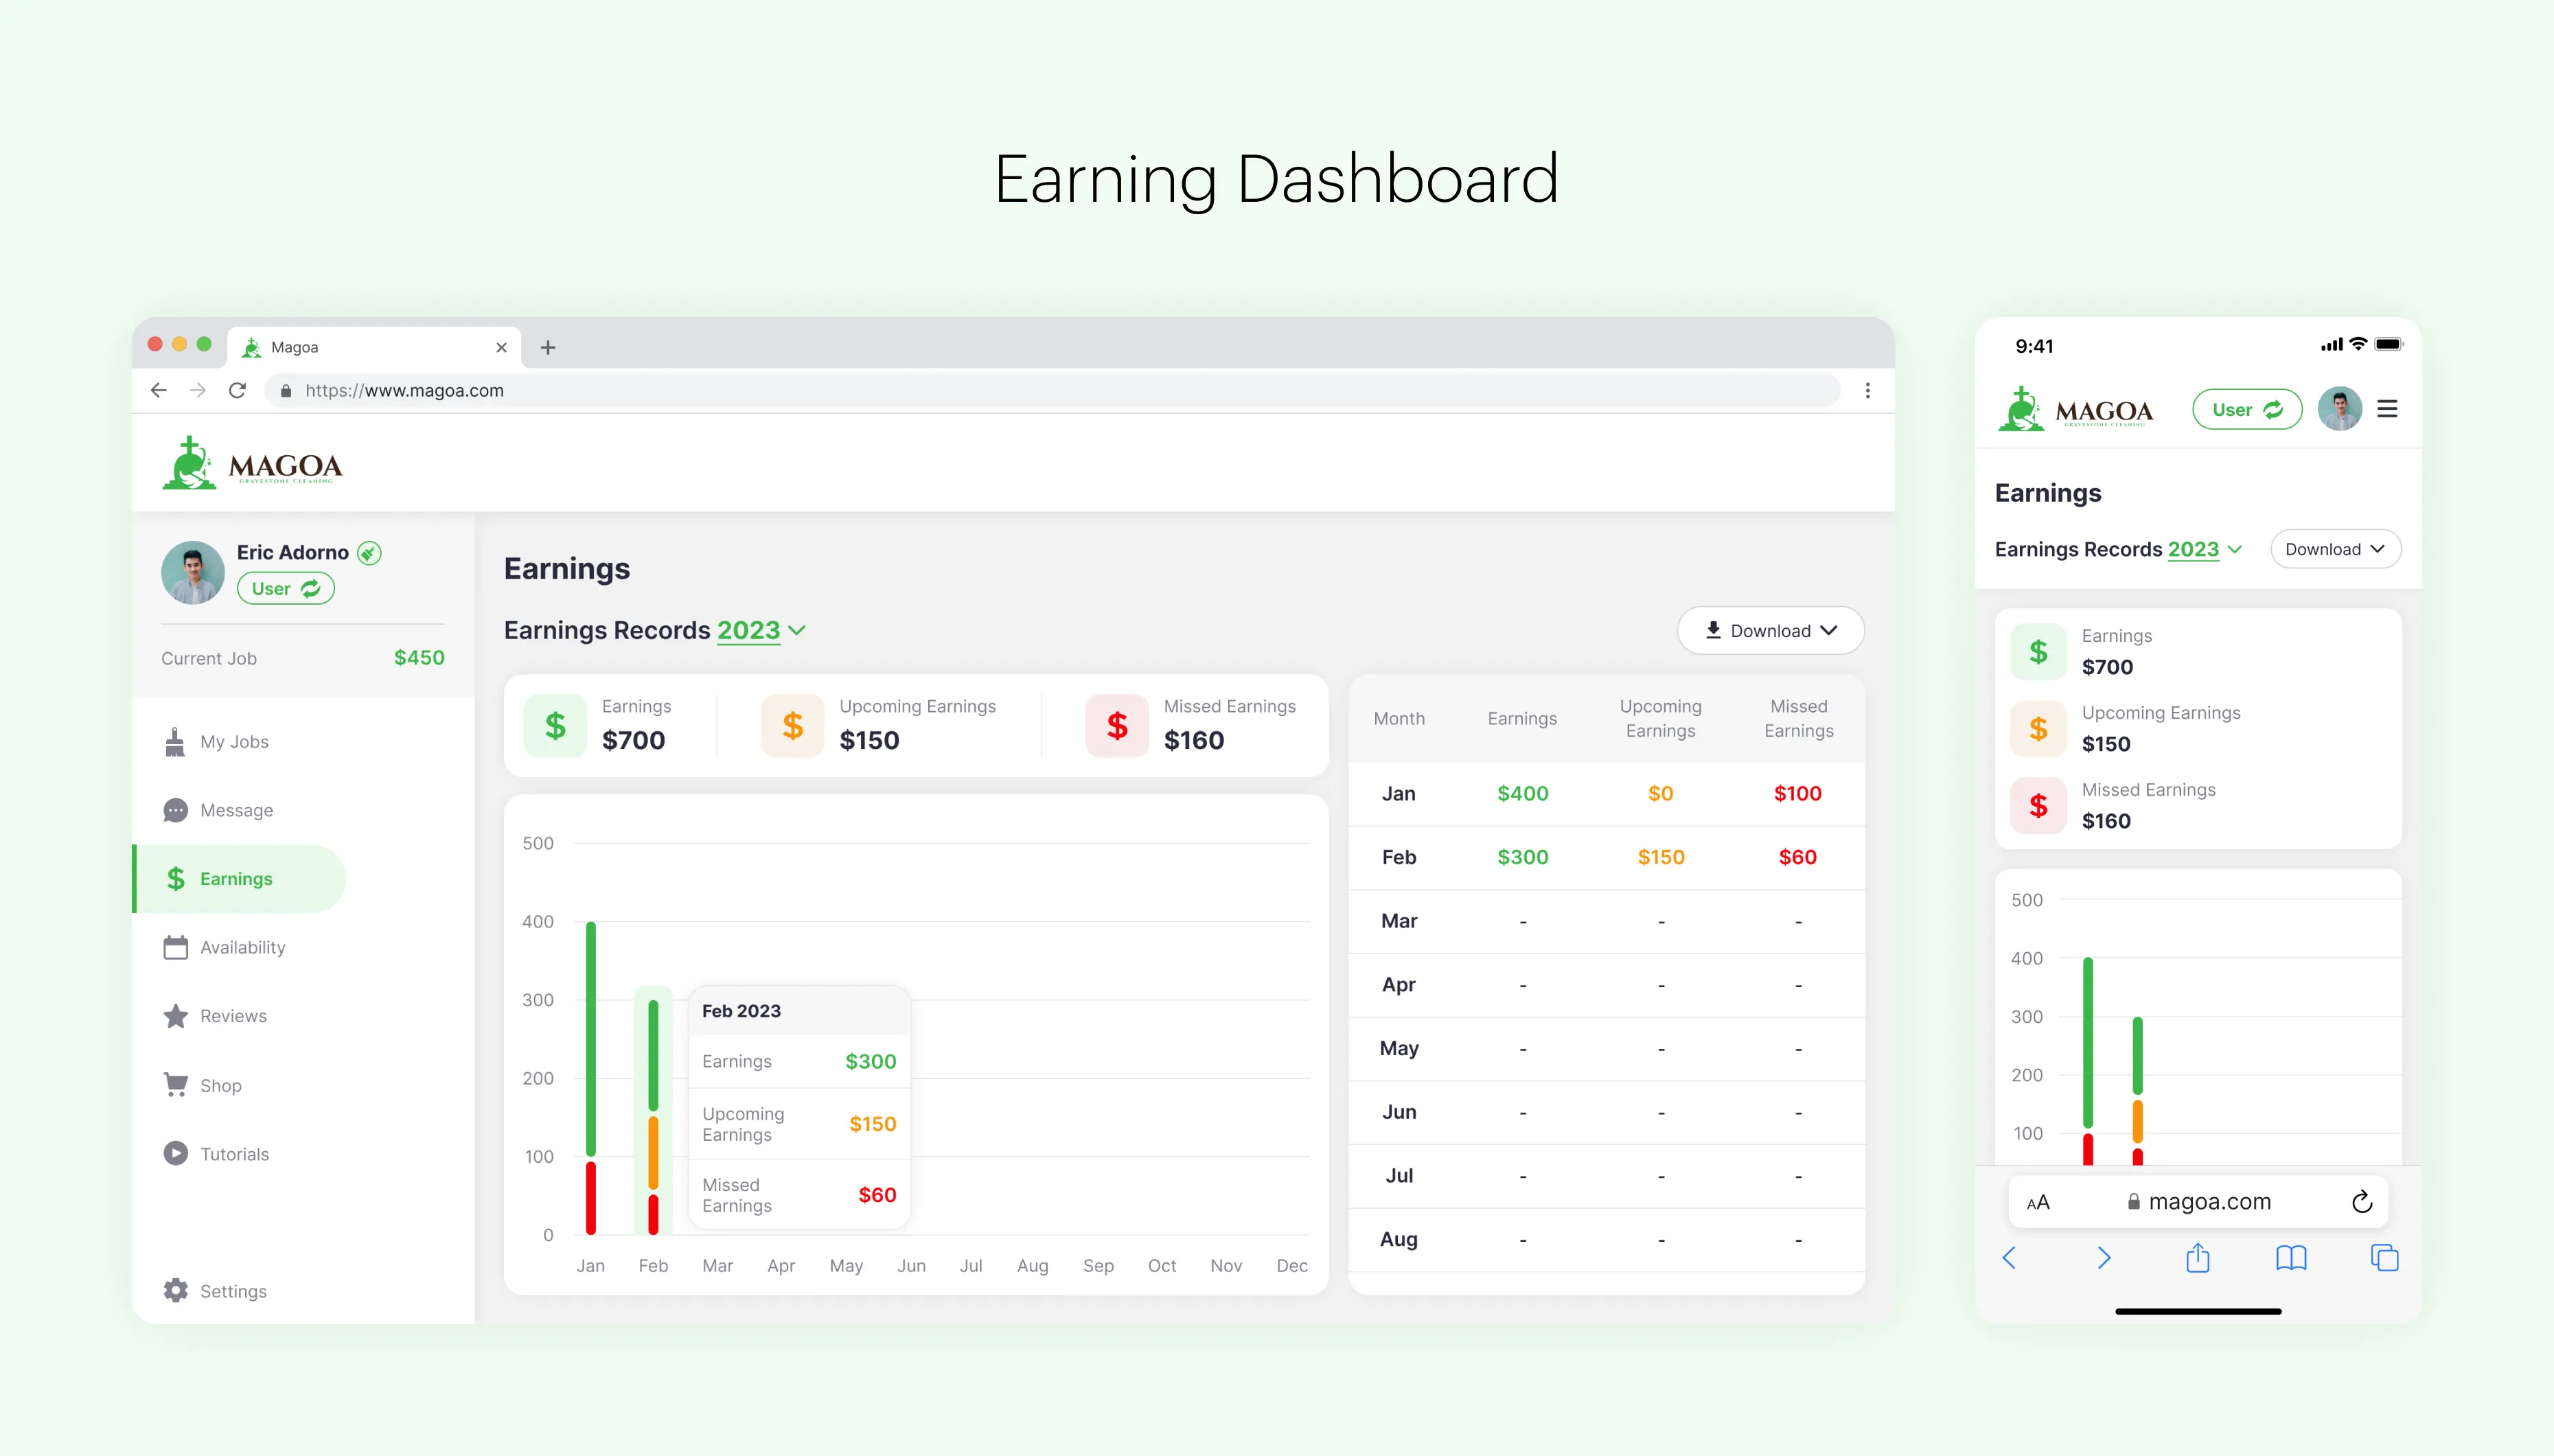 Earning Dashboard
Magoa
https://www.magoa.com
MAGOA
GRAVESTONE CLEANING
Eric Adorno
User
Current Job $450
My Jobs
Message
Earnings
Availability
Reviews
Shop
Tutorials
Settings
Earnings
Earnings Records 2023
Download
Earnings
$700
Upcoming Earnings
$150
Missed Earnings
$160
500
400
300
200
100
0
Jan Feb Mar Apr May Jun Jul Aug Sep Oct Nov Dec
Feb 2023
Earnings $300
Upcoming
Earnings
$150
Missed
Earnings
$60
Month Earnings Upcoming Earnings Missed Earnings
Jan $400 $0 $100
Feb $300 $150 $60
Mar - - -
Apr - - -
May - - -
Jun - - -
Jul - - -
Aug - - -
9:41
MAGOA
GRAVESTONE CLEANING
User
Earnings
Earnings Records 2023
Download
Earnings
$700
Upcoming Earnings
$150
Missed Earnings
$160
500
400
300
200
100
AA magoa.com